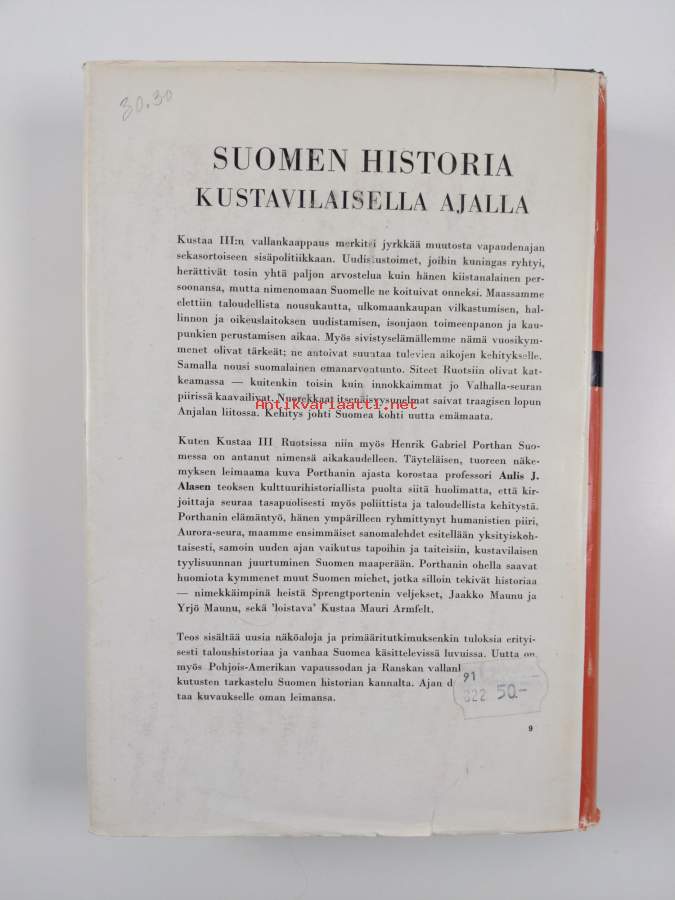 30.30
SUOMEN HISTORIA
KUSTAVILAISELLA AJALLA
Kustaa III:n vallankaappaus merkitsi jyrkkää muutosta vapaudenajan
sekasortoiseen sisäpolitiikkaan. Uudistustoimet, joihin kuningas ryhtyi,
herättivät tosin yhtä paljon arvostelua kuin hänen kiistanalainen per-
soonansa, mutta nimenomaan Suomelle ne koituivat onneksi. Maassamme
elettiin taloudellista nousukautta, ulkomaankaupan vilkastumisen, hal-
linnon ja oikeuslaitoksen uudistamisen, isonjaon toimeenpanon ja kau-
punkien perustamisen aikaa. Myös sivistyselämällemme nämä vuosikym-
menet olivat tärkeät; ne antoivat suuntaa tulevien aikojen kehitykselle.
Samalla nousi suomalainen omanarvontunto. Siteet Ruotsiin olivat kat-
keamassa — kuitenkin toisin kuin innokkaimmat jo Valhalla-seuran
piirissä kaavailivat. Nuorekkaat itsenäisyysunelmat saivat traagisen lopun
Antikvariaatti.net
Anjalan liitossa. Kehitys johti Suomea kohti uutta emämaata.
Kuten Kustaa III Ruotsissa niin myös Henrik Gabriel Porthan Suo-
messa on antanut nimensä aikakaudelleen. Täyteläisen, tuoreen näke-
myksen leimaama kuva Porthanin ajasta korostaa professori Aulis J.
Alasen teoksen kulttuurihistoriallista puolta siitä huolimatta, että kir-
joittaja seuraa tasapuolisesti myös poliittista ja taloudellista kehitystä.
Porthanin elämäntyö, hänen ympärilleen ryhmittynyt humanistien piiri,
Aurora-seura, maamme ensimmäiset sanomalehdet esitellään yksityiskoh-
taisesti, samoin uuden ajan vaikutus tapoihin ja taiteisiin, kustavilaisen
tyylisuunnan juurtuminen Suomen maaperään. Porthanin ohella saavat
huomiota kymmenet muut Suomen miehet, jotka silloin tekivät historiaa
— nimekkäimpinä heistä Sprengtportenin veljekset, Jaakko Maunu ja
Yrjö Maunu, sekä 'loistava' Kustaa Mauri Armfelt.
Teos sisältää uusia näköaloja ja primääritutkimuksenkin tuloksia erityi-
sesti taloushistoriaa ja vanhaa Suomea käsittelevissä luvuissa. Uutta on
myös Pohjois-Amerikan vapaussodan ja Ranskan
kutusten tarkastelu Suomen historian kannalta. Ajan
taa kuvaukselle oman leimansa.
91
822 50.-
9